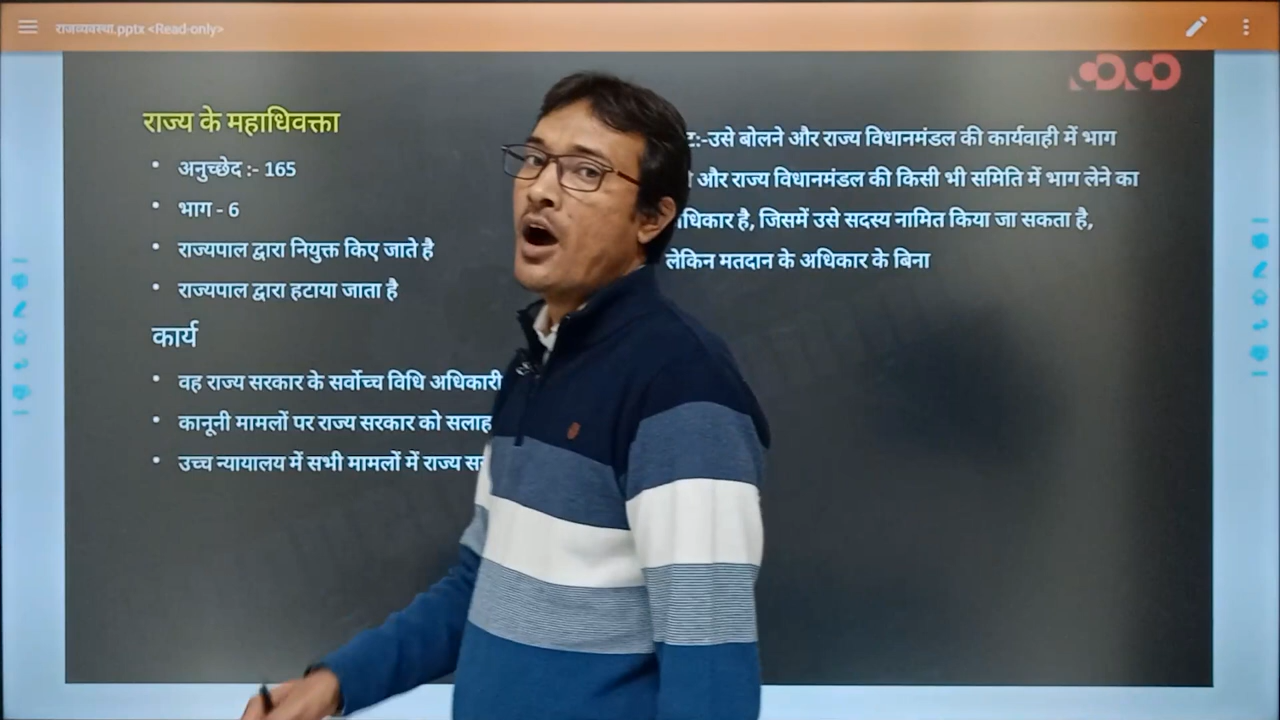 राजव्यवस्था.pptx <Read-only>
राज्य के महाधिवक्ता
अनुच्छेद :- 165
भाग - 6
राज्यपाल द्वारा नियुक्त किए जाते है
राज्यपाल द्वारा हटाया जाता है
कार्य
वह राज्य सरकार के सर्वोच्च विधि अधिकारी
कानूनी मामलों पर राज्य सरकार को सलाह
उच्च न्यायालय में सभी मामलों में राज्य
:-उसे बोलने और राज्य विधानमंडल की कार्यवाही में भाग
और राज्य विधानमंडल की किसी भी समिति में भाग लेने का
है, जिसमें उसे सदस्य नामित किया जा सकता है,
लेकिन मतदान के अधिकार के बिना